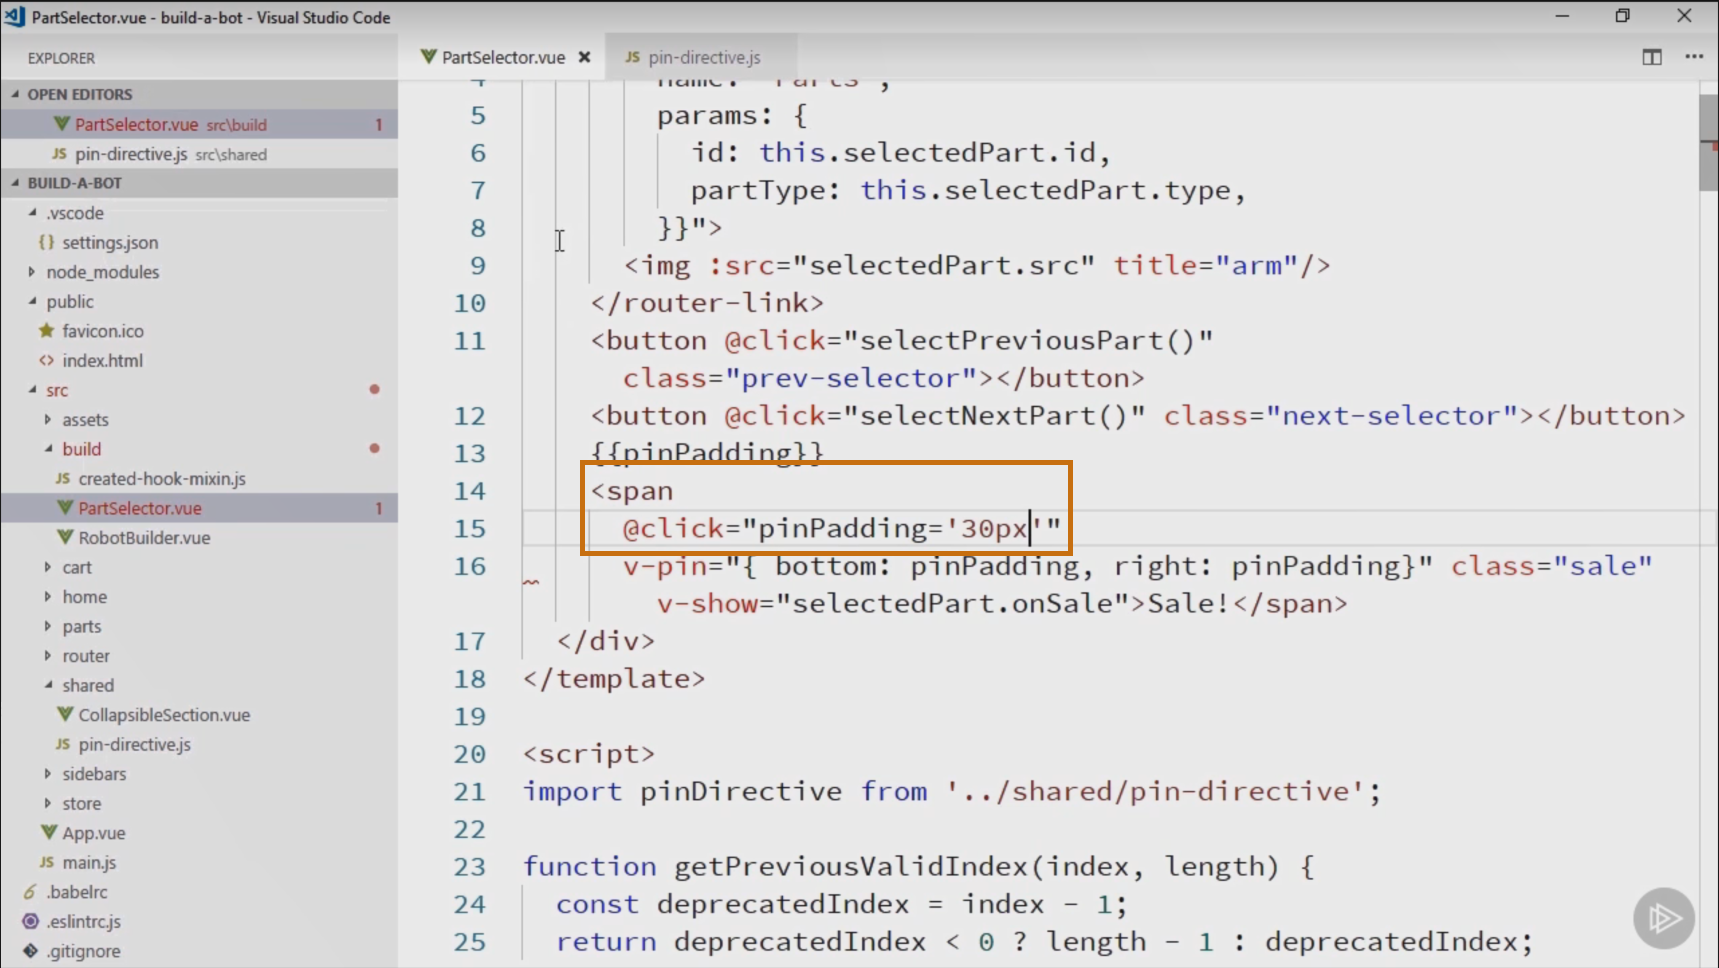 PartSelector.vue - build-a-bot - Visual Studio Code
EXPLORER
OPEN EDITORS
PartSelector.vue src\build 1
pin-directive.js src\shared
BUILD-A-BOT
.vscode
settings.json
node_modules
public
favicon.ico
index.html
src
assets
build
created-hook-mixin.js
PartSelector.vue 1
RobotBuilder.vue
cart
home
parts
router
shared
CollapsibleSection.vue
pin-directive.js
sidebars
store
App.vue
main.js
.babelrc
.eslintrc.js
.gitignore
PartSelector.vue
JS pin-directive.js
4 name: 'Parts',
5 params: {
6 id: this.selectedPart.id,
7 partType: this.selectedPart.type,
8 }}">
9 <img :src="selectedPart.src" title="arm"/>
10 </router-link>
11 <button @click="selectPreviousPart()"
class="prev-selector"></button>
12 <button @click="selectNextPart()" class="next-selector"></button>
13 {{pinPadding}}
14 <span
15 @click="pinPadding='30px'"
16 v-pin="{ bottom: pinPadding, right: pinPadding}" class="sale"
v-show="selectedPart.onSale">Sale!</span>
17 </div>
18 </template>
19
20 <script>
21 import pinDirective from '../shared/pin-directive';
22
23 function getPreviousValidIndex(index, length) {
24 const deprecatedIndex = index - 1;
25 return deprecatedIndex < 0 ? length - 1 : deprecatedIndex;